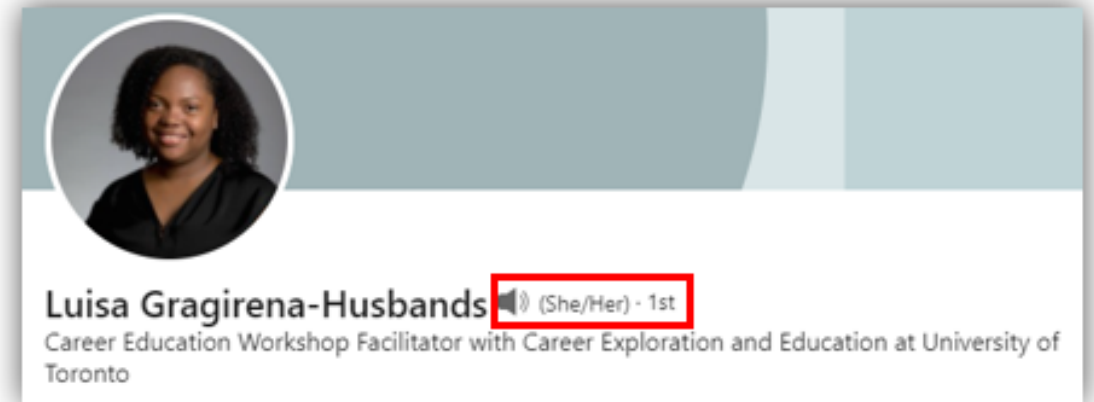 Luisa Gragirena-Husbands (She/Her) · 1st
Career Education Workshop Facilitator with Career Exploration and Education at University of
Toronto